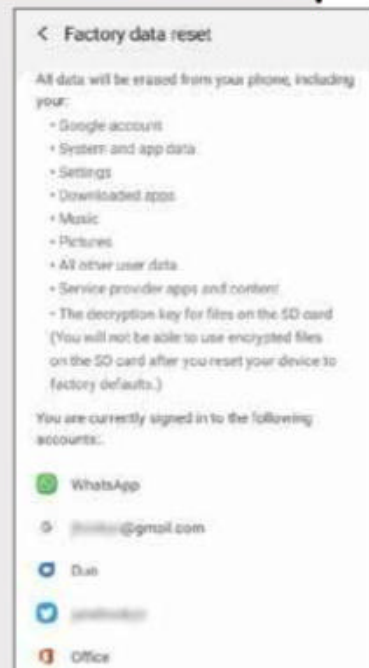 < Factory data reset
All data will be erased from your phone, including
your:
• Google account
• System and app data
• Settings
• Downloaded apps
• Music
• Pictures
• All other user data
• Service provider apps and content
• The decryption key for files on the SD card
(You will not be able to use encrypted files
on the SD card after you reset your device to
factory defaults.)
You are currently signed in to the following
accounts:
WhatsApp
G @gmail.com
Duo
Office